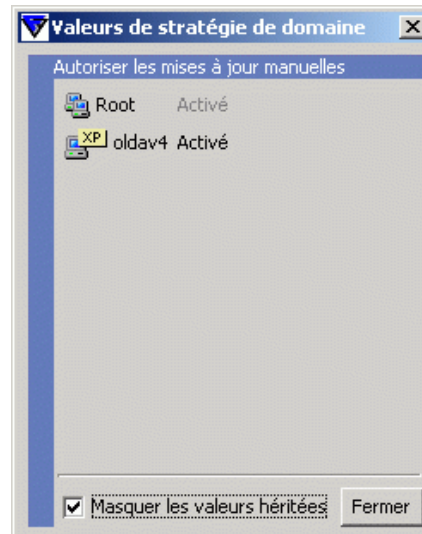 Valeurs de stratégie de domaine
Autoriser les mises à jour manuelles
Root Activé
XP oldav4 Activé
Masquer les valeurs héritées Fermer